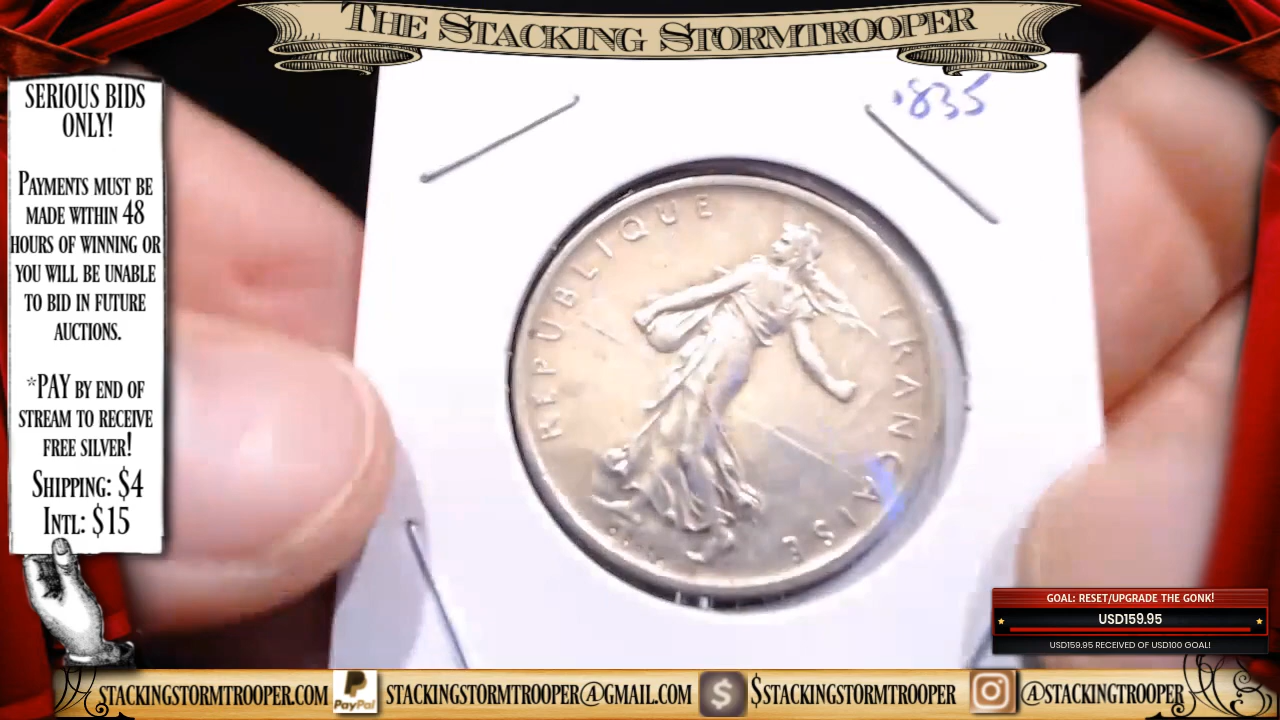 THE STACKING STORMTROOPER
SERIOUS BIDS
ONLY!
PAYMENTS MUST BE
MADE WITHIN 48
HOURS OF WINNING OR
YOU WILL BE UNABLE
TO BID IN FUTURE
AUCTIONS.
*PAY BY END OF
STREAM TO RECEIVE
FREE SILVER!
SHIPPING: $4
INTL: $15
.835
REPUBLIQUE
FRANÇAISE
GOAL: RESET/UPGRADE THE GONK!
USD159.95
USD159.95 RECEIVED OF USD100 GOAL!
STACKINGSTORMTROOPER.COM
PayPal
STACKINGSTORMTROOPER@GMAIL.COM
$STACKINGSTORMTROOPER
@STACKINGTROOPER